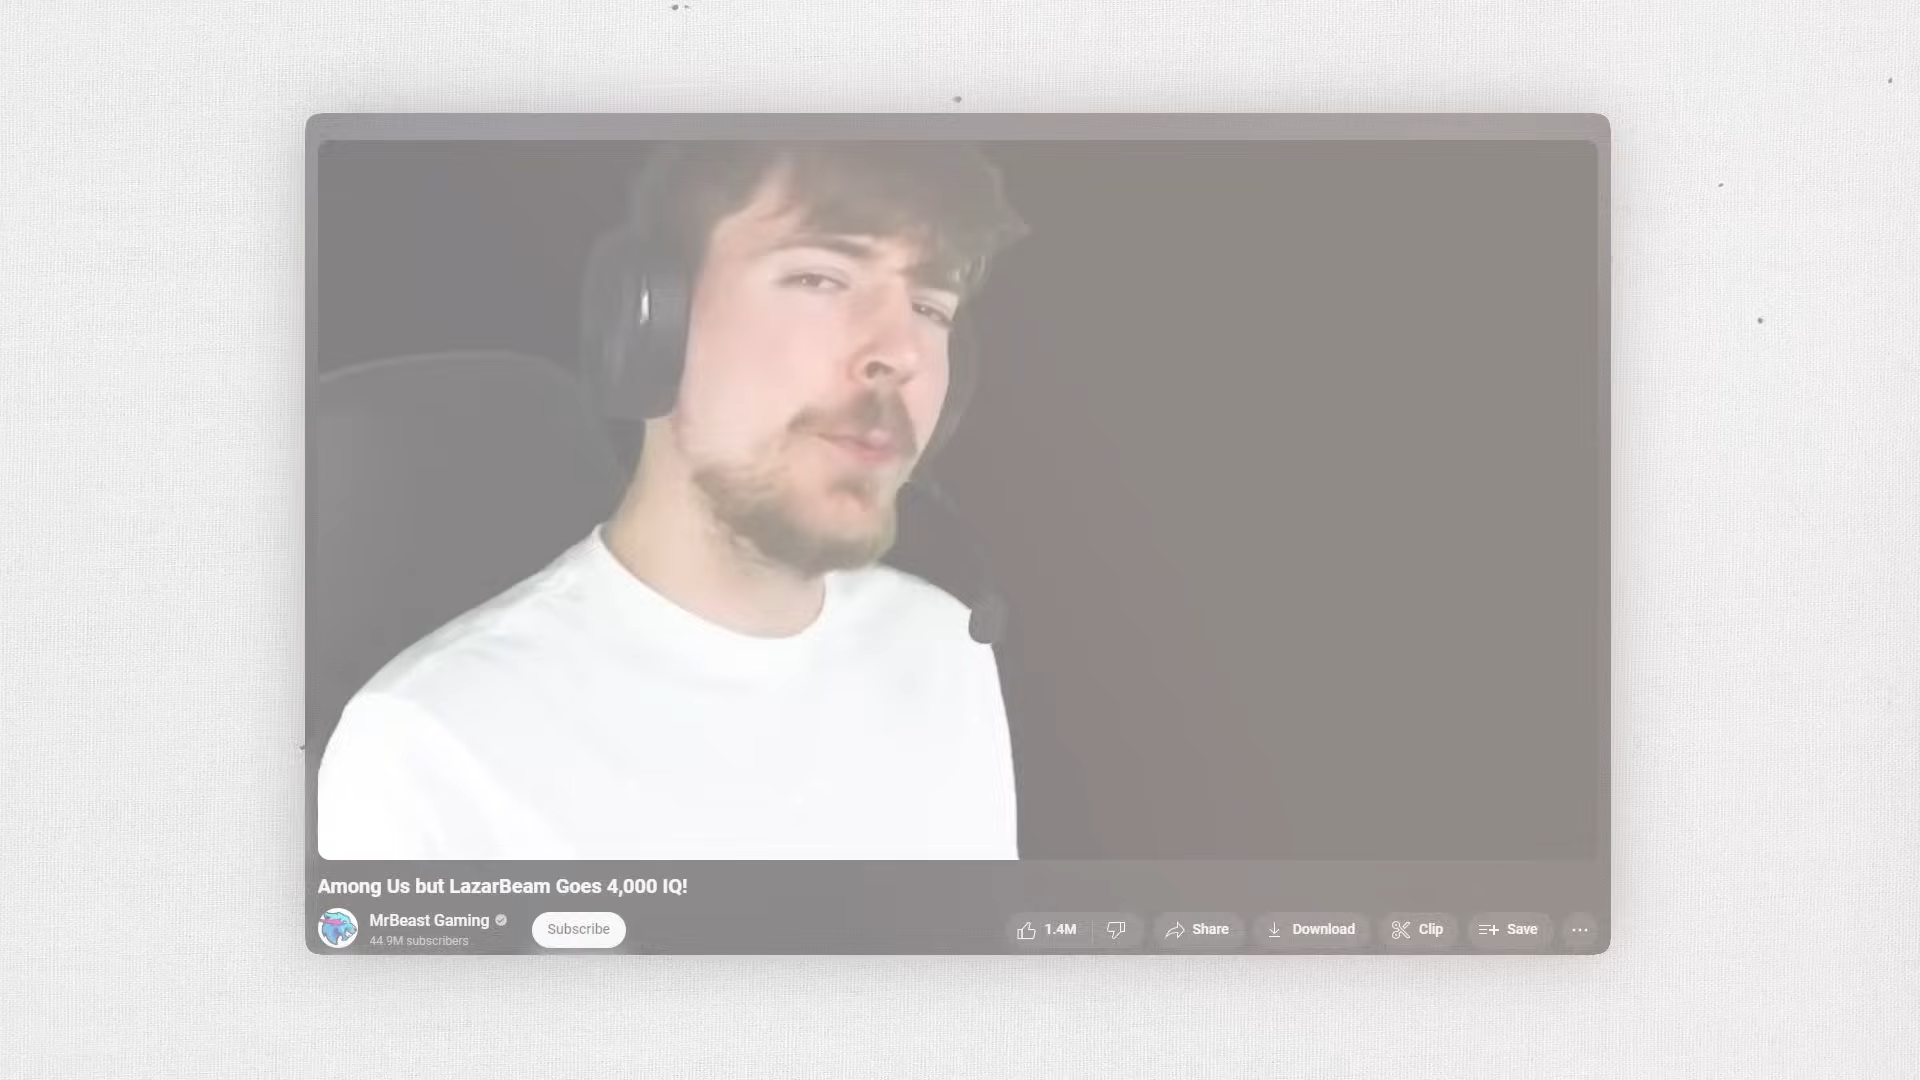 Among Us but LazarBeam Goes 4,000 IQ!
MrBeast Gaming
44.9M subscribers
Subscribe
1.4M
Share
Download
Clip
Save